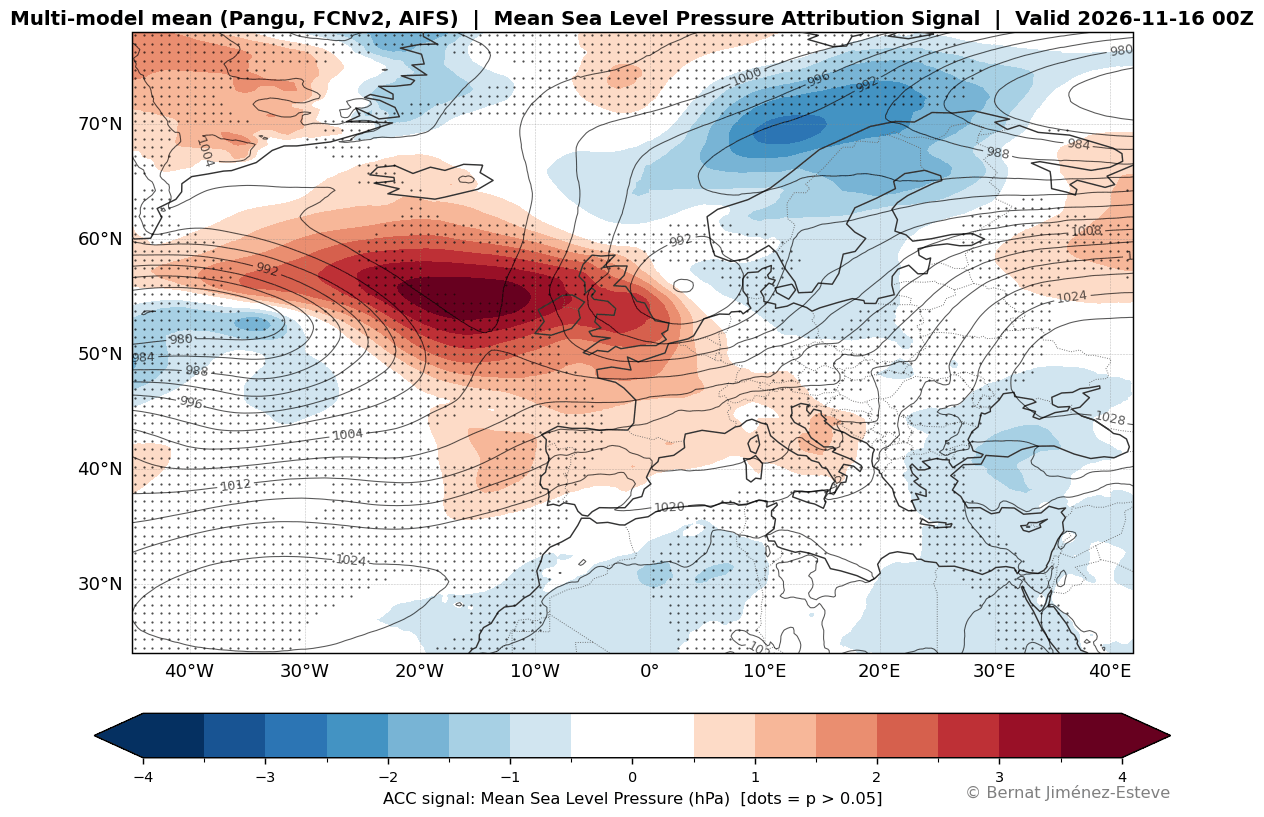 Multi-model mean (Pangu, FCNv2, AIFS) | Mean Sea Level Pressure Attribution Signal | Valid 2026-11-16 00Z
980
1000
996
992
70°N
1004
988
984
60°N
992
992
1008
1024
50°N
980
984
988
996
1004
1028
40°N
1012
1020
1024
30°N
40°W 30°W 20°W 10°W 0° 10°E 20°E 30°E 40°E
−4 −3 −2 −1 0 1 2 3 4
ACC signal: Mean Sea Level Pressure (hPa) [dots = p > 0.05]
© Bernat Jiménez-Esteve